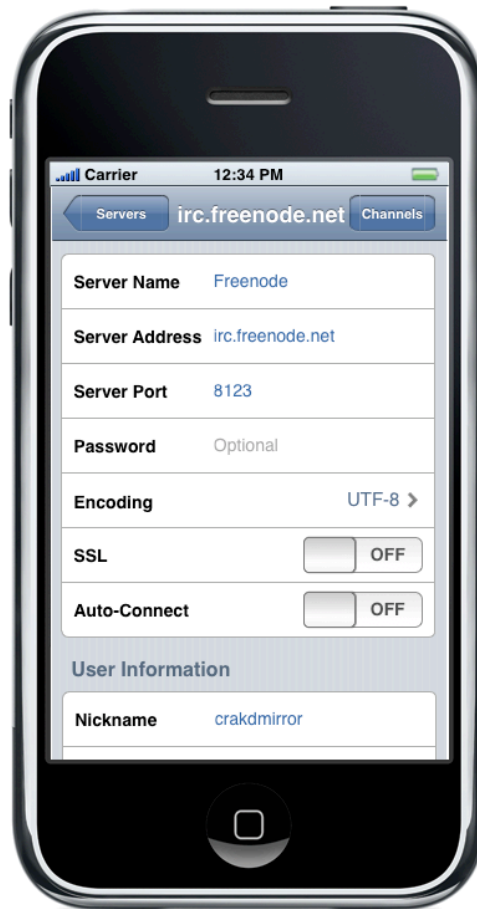 Carrier 12:34 PM
Servers irc.freenode.net Channels
Server Name Freenode
Server Address irc.freenode.net
Server Port 8123
Password Optional
Encoding UTF-8
SSL OFF
Auto-Connect OFF
User Information
Nickname crakdmirror